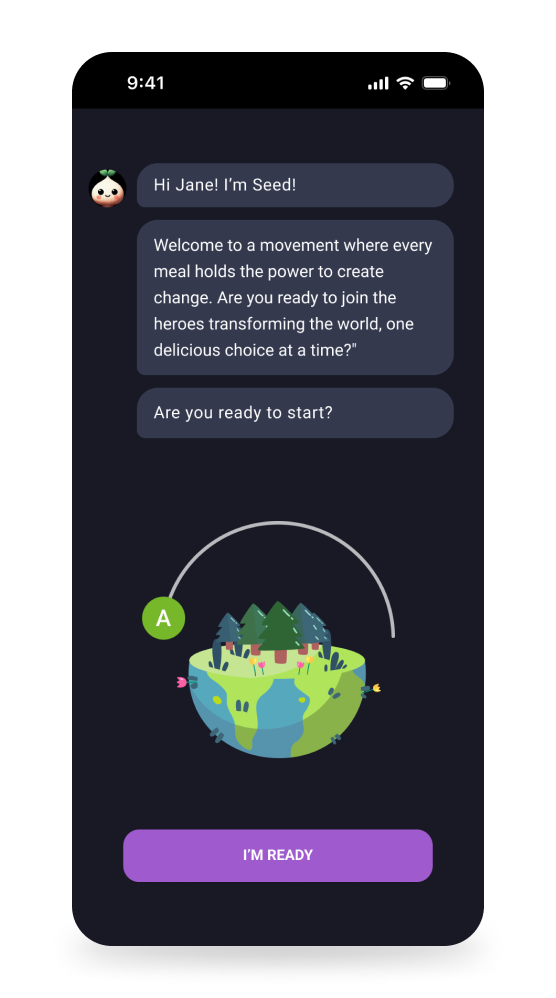 9:41
Hi Jane! I’m Seed!
Welcome to a movement where every
meal holds the power to create
change. Are you ready to join the
heroes transforming the world, one
delicious choice at a time?"
Are you ready to start?
A
I’M READY